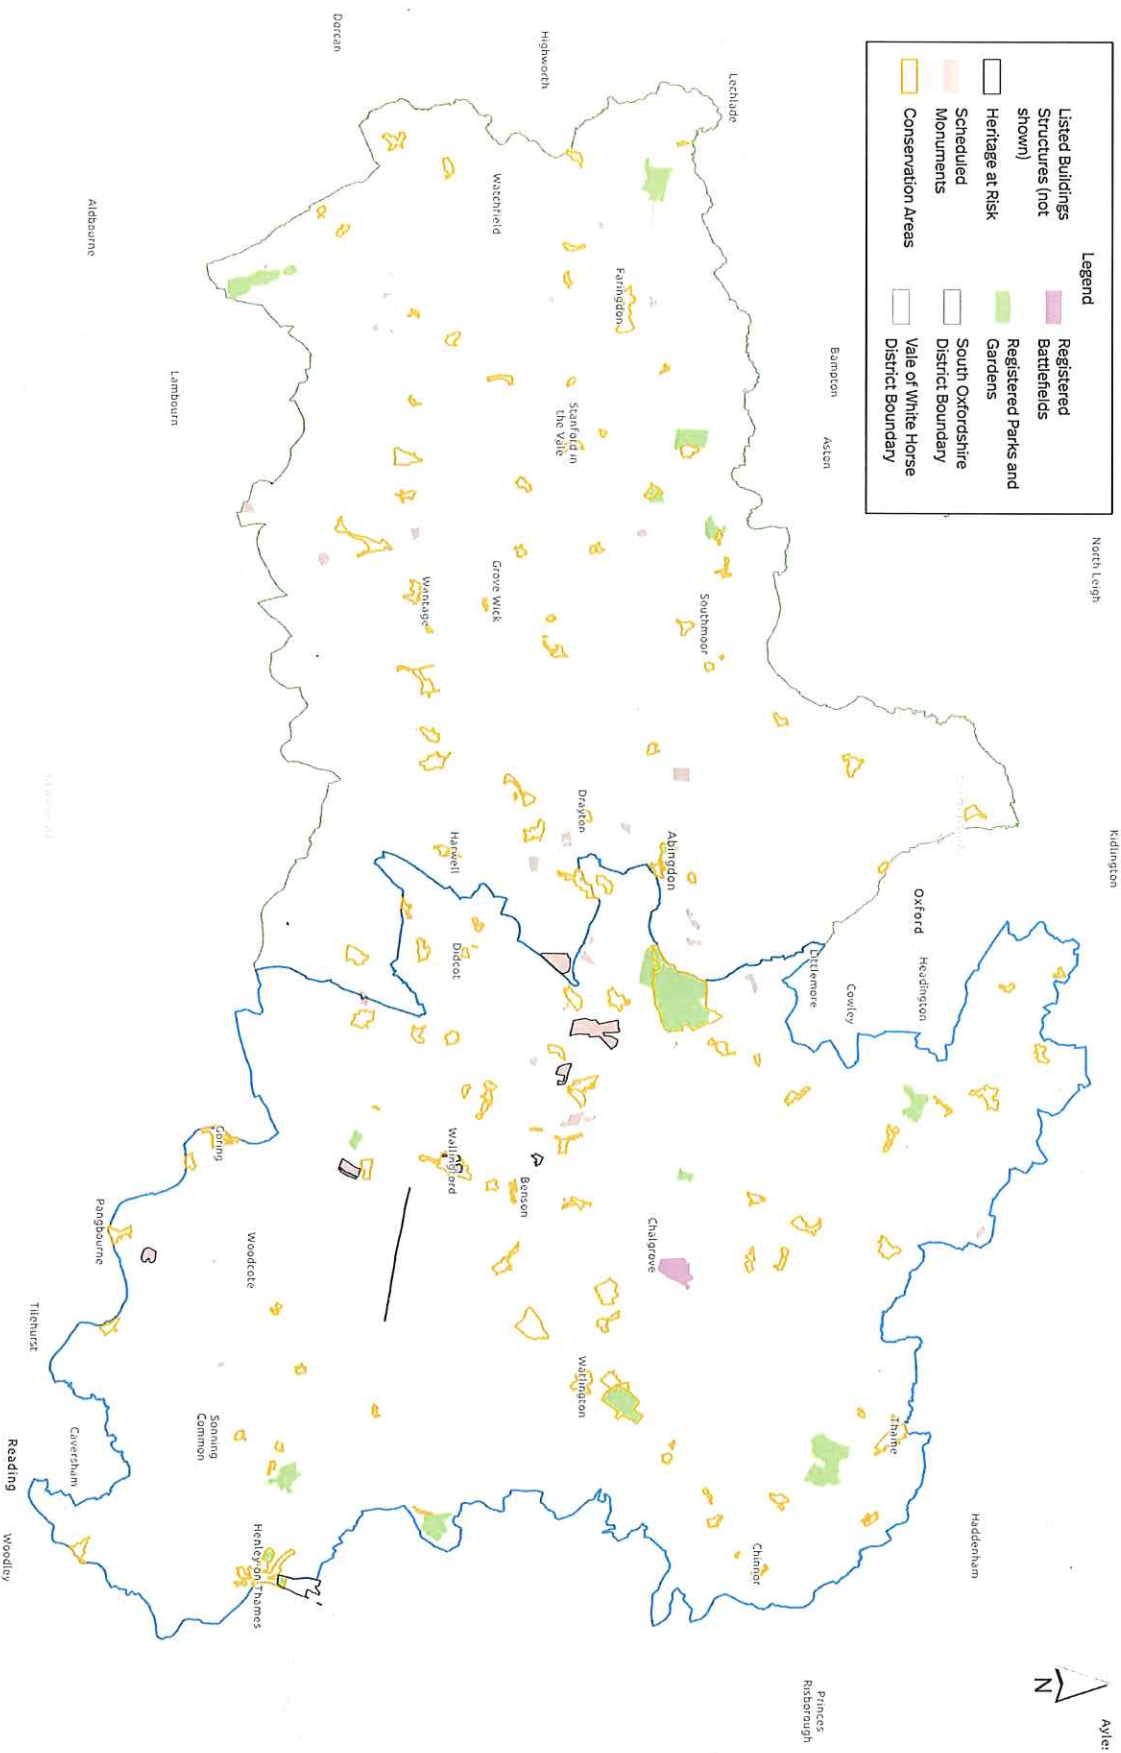 Legend
Listed Buildings
Structures (not
shown)
Heritage at Risk
Scheduled
Monuments
Conservation Areas
Registered
Battlefields
Registered Parks and
Gardens
South Oxfordshire
District Boundary
Vale of White Horse
District Boundary
Kidlington
Ayle:
North Leigh
N
Haddenham
Headington
Oxford
Thame
Cowley
Bampton
Aston
Princes
Risborough
Littlemore
Chinnor
Lechlade
Southmoor
Abingdon
Chalgrove
Faringdon
Drayton
Watlington
Stanford in
the Vale
Highworth
Benson
Watchfield
Grove Wick
Didcot
Harwell
Wallingford
Wantage
Dorcan
Henley-on-Thames
Woodcote
Goring
Sonning
Common
Lambourn
Pangbourne
Aldbourne
Caversham
Tilehurst
Reading
Woodley